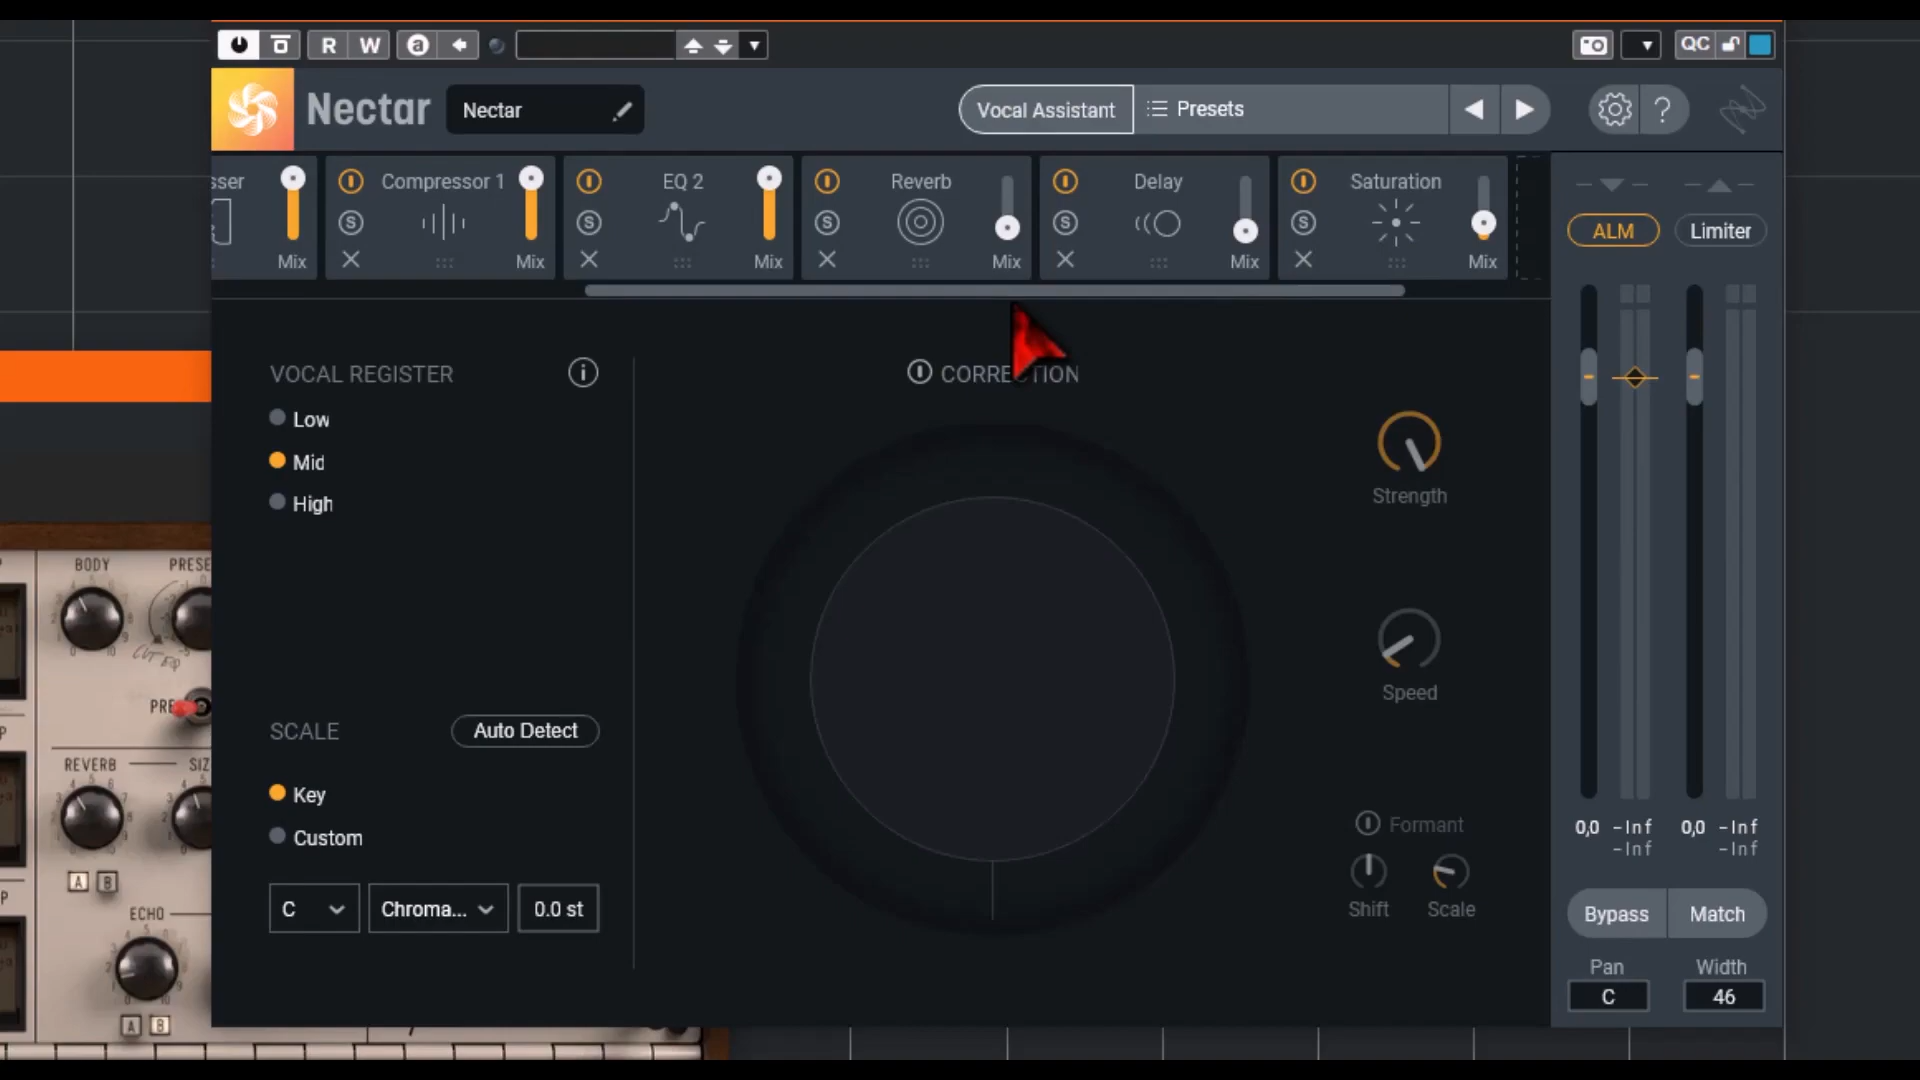 R W a QC
Nectar Nectar Vocal Assistant Presets ?
sser Compressor 1 EQ 2 Reverb Delay Saturation
S S S S S
Mix Mix Mix Mix Mix Mix
ALM Limiter
VOCAL REGISTER i CORRECTION
Low
Mid
High
Strength
BODY PRESE
Speed
PRE
SCALE Auto Detect
REVERB SIZ
Key
Custom
Formant
0,0 -Inf 0,0 -Inf
-Inf -Inf
A B
C Chroma... 0.0 st
Shift Scale
Bypass Match
ECHO
Pan Width
C 46
A B